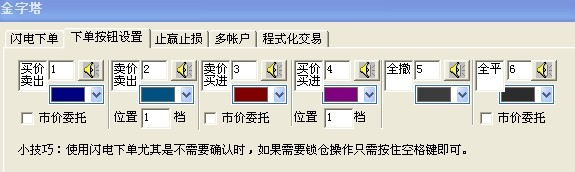 金字塔
闪电下单 下单按钮设置 止赢止损 多帐户 程式化交易
买价卖出 1 卖价卖出 2 卖价买进 3 买价买进 4 全撤 5 全平 6
市价委托 位置 1 档 市价委托 位置 1 档 市价委托
小技巧：使用闪电下单尤其是不需要确认时，如果需要锁仓操作只需按住空格键即可。